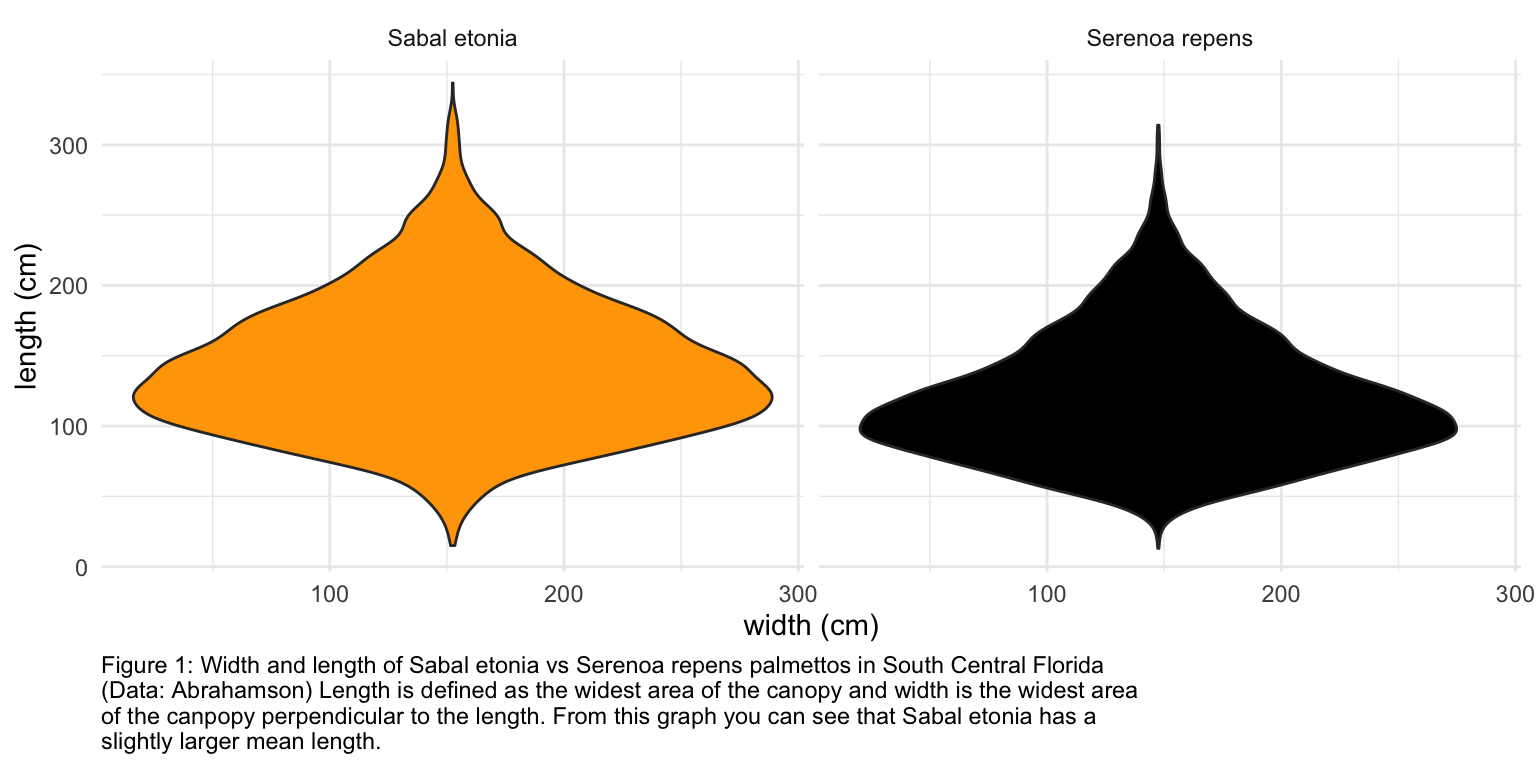 Sabal etonia
Serenoa repens
300
200
100
0
length (cm)
100
200
300
100
200
300
width (cm)
Figure 1: Width and length of Sabal etonia vs Serenoa repens palmettos in South Central Florida
(Data: Abrahamson) Length is defined as the widest area of the canopy and width is the widest area
of the canpopy perpendicular to the length. From this graph you can see that Sabal etonia has a
slightly larger mean length.